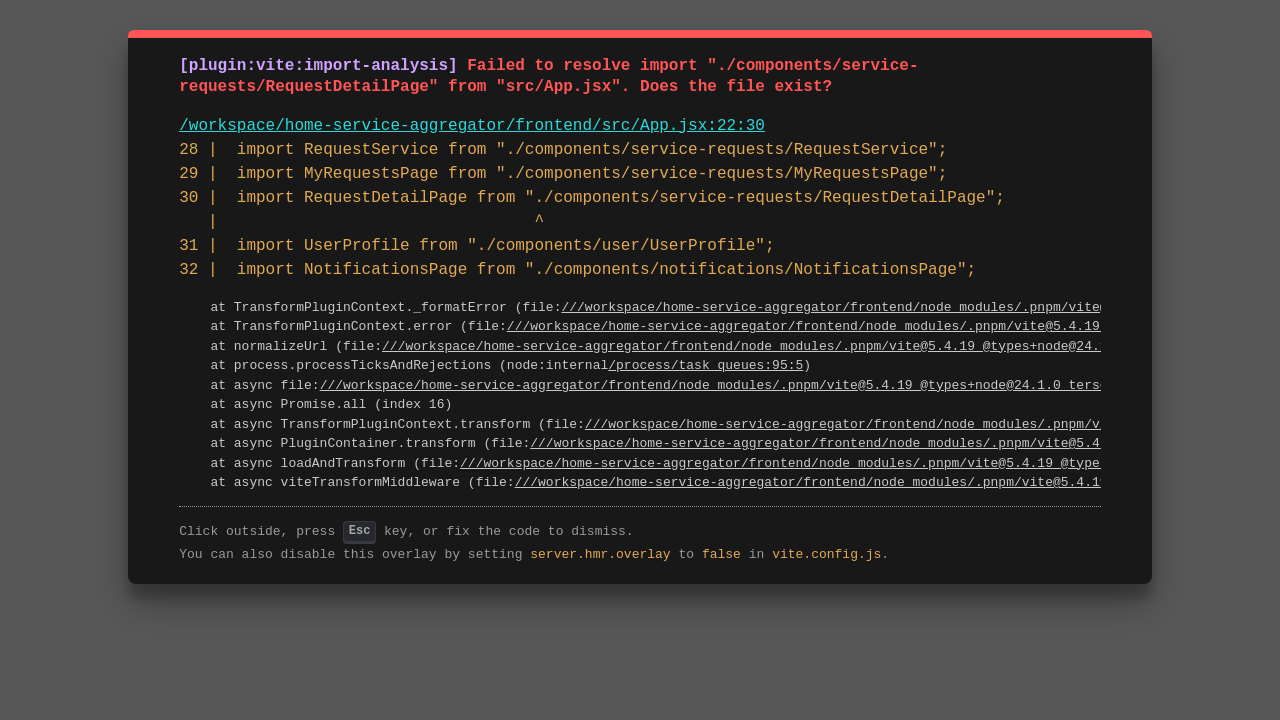 [plugin:vite:import-analysis] Failed to resolve import "./components/service-
requests/RequestDetailPage" from "src/App.jsx". Does the file exist?
/workspace/home-service-aggregator/frontend/src/App.jsx:22:30
28 |  import RequestService from "./components/service-requests/RequestService";
29 |  import MyRequestsPage from "./components/service-requests/MyRequestsPage";
30 |  import RequestDetailPage from "./components/service-requests/RequestDetailPage";
   |                                 ^
31 |  import UserProfile from "./components/user/UserProfile";
32 |  import NotificationsPage from "./components/notifications/NotificationsPage";
    at TransformPluginContext._formatError (file:///workspace/home-service-aggregator/frontend/node_modules/.pnpm/vite@
    at TransformPluginContext.error (file:///workspace/home-service-aggregator/frontend/node_modules/.pnpm/vite@5.4.19
    at normalizeUrl (file:///workspace/home-service-aggregator/frontend/node_modules/.pnpm/vite@5.4.19_@types+node@24.
    at process.processTicksAndRejections (node:internal/process/task_queues:95:5)
    at async file:///workspace/home-service-aggregator/frontend/node_modules/.pnpm/vite@5.4.19_@types+node@24.1.0_terse
    at async Promise.all (index 16)
    at async TransformPluginContext.transform (file:///workspace/home-service-aggregator/frontend/node_modules/.pnpm/vi
    at async PluginContainer.transform (file:///workspace/home-service-aggregator/frontend/node_modules/.pnpm/vite@5.4
    at async loadAndTransform (file:///workspace/home-service-aggregator/frontend/node_modules/.pnpm/vite@5.4.19_@type
    at async viteTransformMiddleware (file:///workspace/home-service-aggregator/frontend/node_modules/.pnpm/vite@5.4.19
Click outside, press Esc key, or fix the code to dismiss.
You can also disable this overlay by setting server.hmr.overlay to false in vite.config.js.